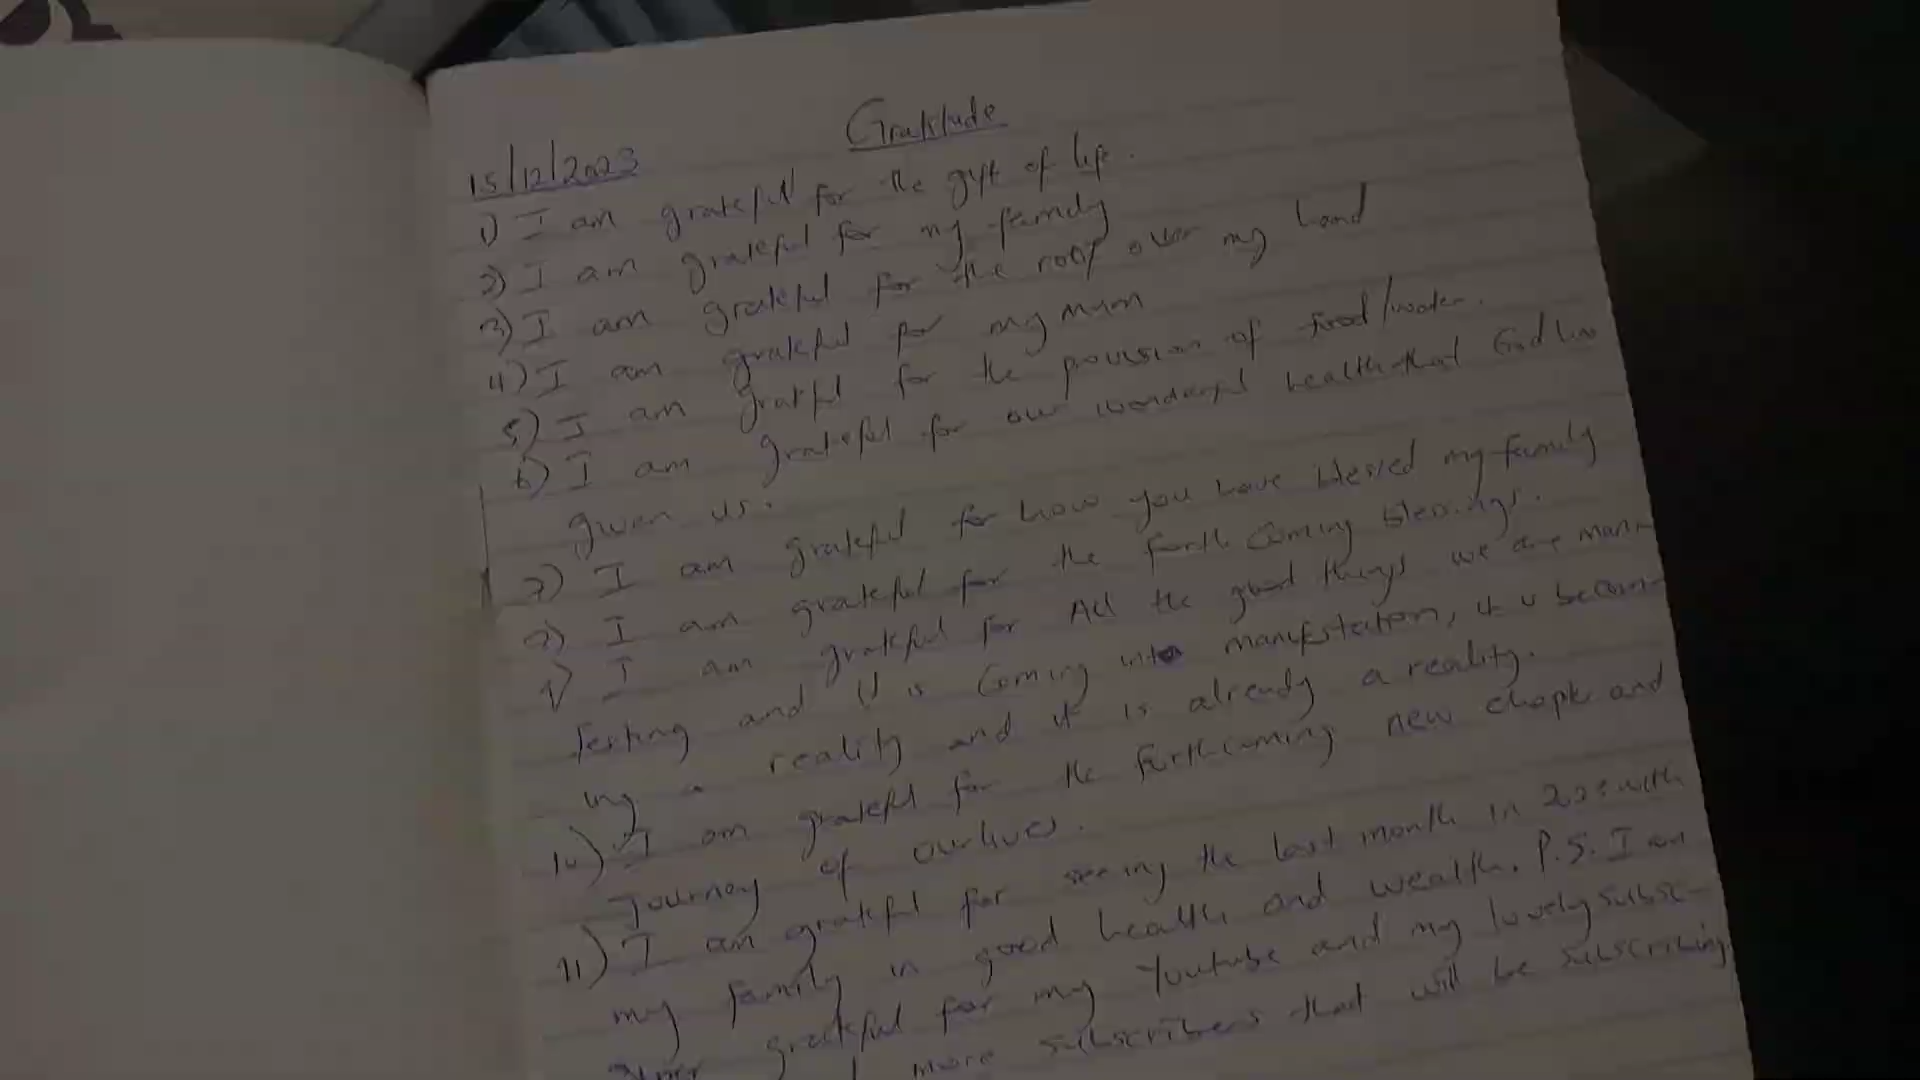 Gratitude
15/12/2023
1) I am grateful for the gift of life.
2) I am grateful for my family
3) I am grateful for the roof over my head
4) I am grateful for my mum
5) I am gratful for the provision of food/water.
6) I am grateful for our wonderful health that God has
given us.
7) I am grateful for how you have blessed my family
8) I am grateful for the forth coming blessings.
9) I am grateful for All the good things we are mani-
festing and it is coming into manifestation, it is becom-
ing a reality and it is already a reality.
10) I am grateful for the forthcoming new chapter and
Journey of our lives.
11) I am grateful for seeing the last month in 2023 with
my family in good health and wealth. P.S. I am
grateful for my Youtube and my lovely subsc-
more subscribers that will be subscribing